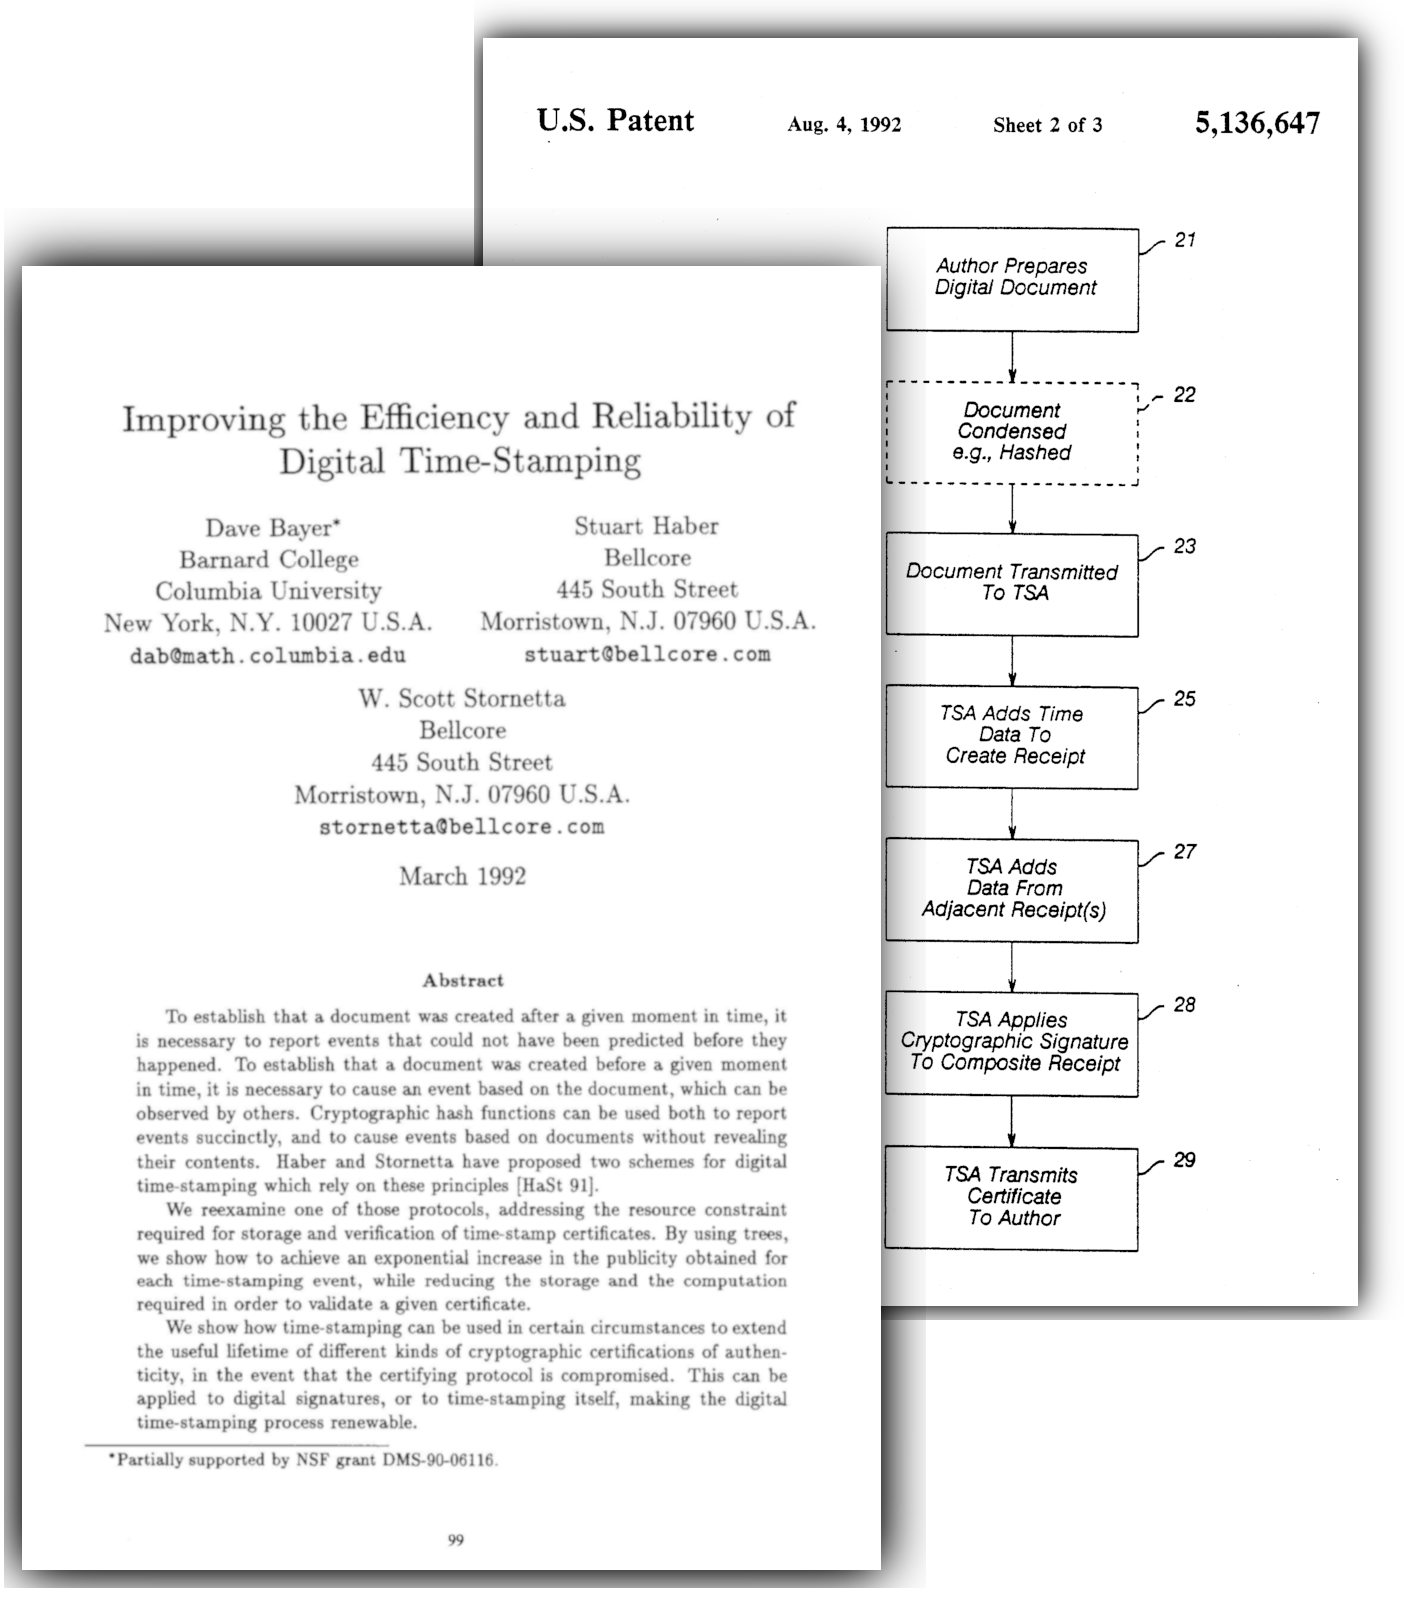 U.S. Patent Aug. 4, 1992 Sheet 2 of 3 5,136,647
21
Author Prepares
Digital Document
22
Document
Condensed
e.g., Hashed
23
Document Transmitted
To TSA
25
TSA Adds Time
Data To
Create Receipt
27
TSA Adds
Data From
Adjacent Receipt(s)
28
TSA Applies
Cryptographic Signature
To Composite Receipt
29
TSA Transmits
Certificate
To Author
Improving the Efficiency and Reliability of
Digital Time-Stamping
Dave Bayer*
Barnard College
Columbia University
New York, N.Y. 10027 U.S.A.
dab@math.columbia.edu
Stuart Haber
Bellcore
445 South Street
Morristown, N.J. 07960 U.S.A.
stuart@bellcore.com
W. Scott Stornetta
Bellcore
445 South Street
Morristown, N.J. 07960 U.S.A.
stornetta@bellcore.com
March 1992
Abstract
To establish that a document was created after a given moment in time, it
is necessary to report events that could not have been predicted before they
happened. To establish that a document was created before a given moment
in time, it is necessary to cause an event based on the document, which can be
observed by others. Cryptographic hash functions can be used both to report
events succinctly, and to cause events based on documents without revealing
their contents. Haber and Stornetta have proposed two schemes for digital
time-stamping which rely on these principles [HaSt 91].
We reexamine one of those protocols, addressing the resource constraint
required for storage and verification of time-stamp certificates. By using trees,
we show how to achieve an exponential increase in the publicity obtained for
each time-stamping event, while reducing the storage and the computation
required in order to validate a given certificate.
We show how time-stamping can be used in certain circumstances to extend
the useful lifetime of different kinds of cryptographic certifications of authen-
ticity, in the event that the certifying protocol is compromised. This can be
applied to digital signatures, or to time-stamping itself, making the digital
time-stamping process renewable.
*Partially supported by NSF grant DMS-90-06116.
99